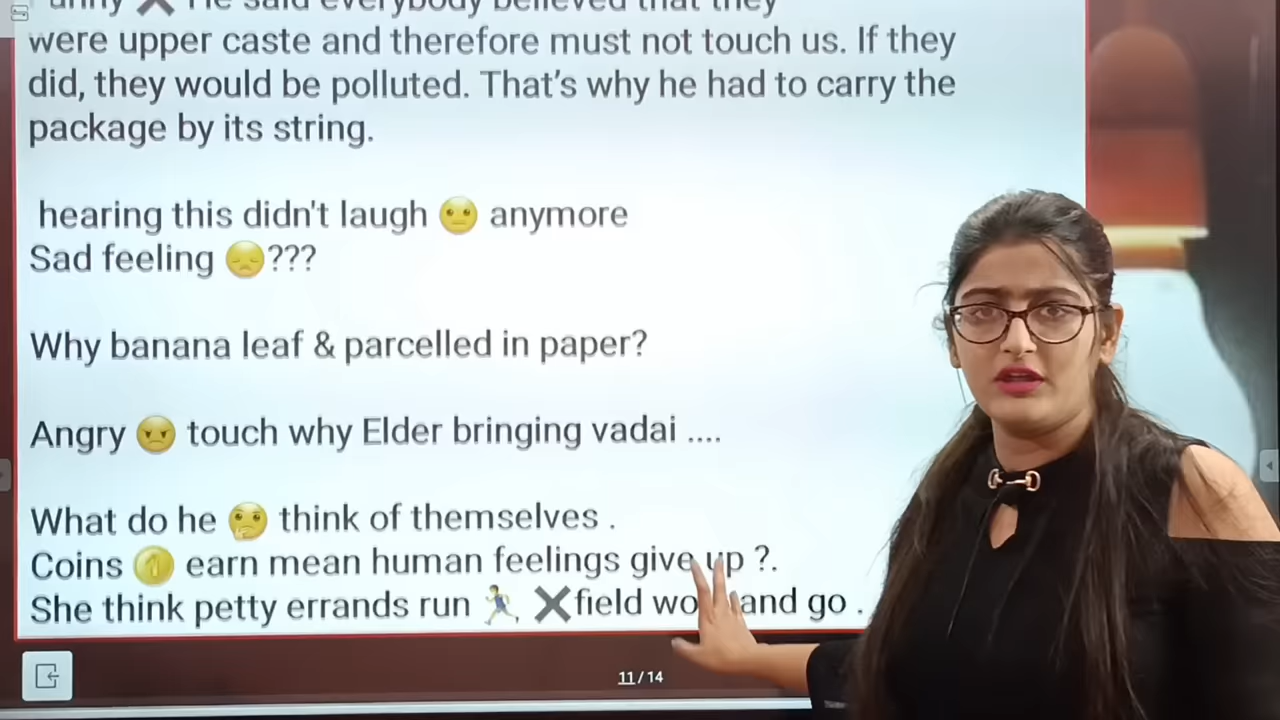 were upper caste and therefore must not touch us. If they
did, they would be polluted. That's why he had to carry the
package by its string.
hearing this didn't laugh 😐 anymore
Sad feeling 😞???
Why banana leaf & parcelled in paper?
Angry 😠 touch why Elder bringing vadai ....
What do he 🤔 think of themselves .
Coins 🪙 earn mean human feelings give up ?.
She think petty errands run 🏃 ❌field and go .
11/14